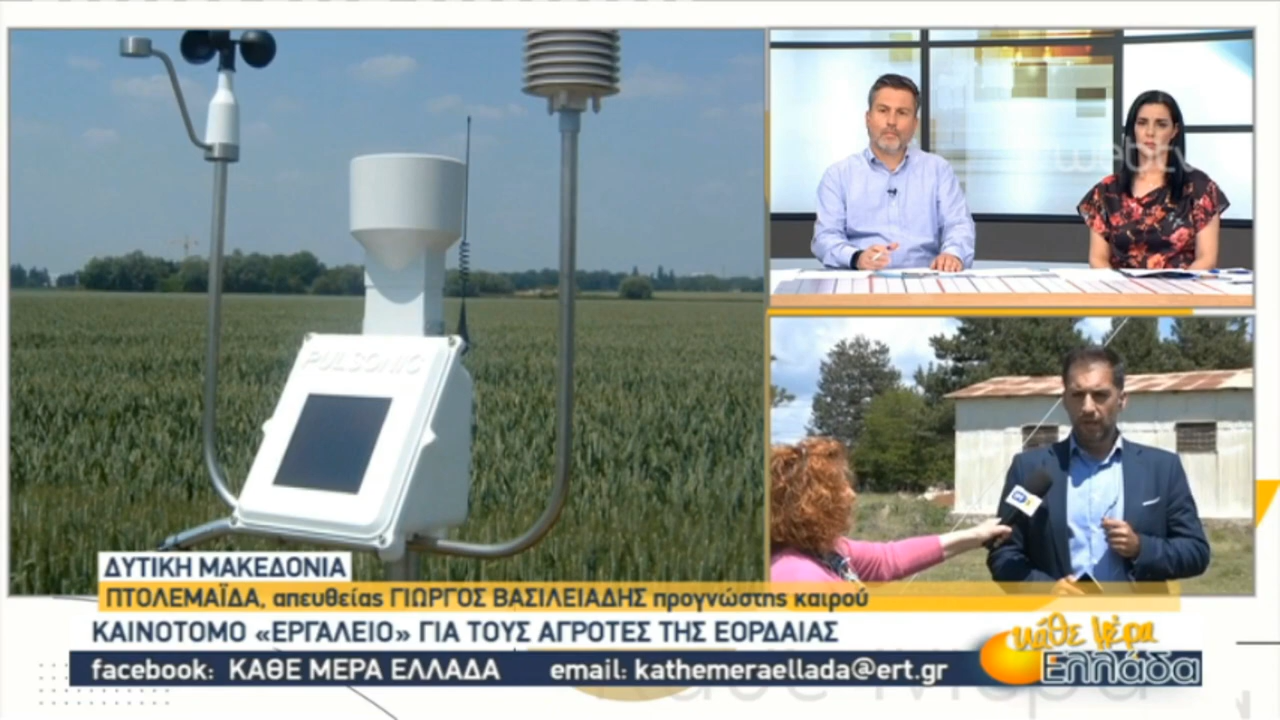 webtv
PULSONIC
ΔΥΤΙΚΗ ΜΑΚΕΔΟΝΙΑ
ΠΤΟΛΕΜΑΪΔΑ, απευθείας ΓΙΩΡΓΟΣ ΒΑΣΙΛΕΙΑΔΗΣ προγνώστης καιρού
ΚΑΙΝΟΤΟΜΟ «ΕΡΓΑΛΕΙΟ» ΓΙΑ ΤΟΥΣ ΑΓΡΟΤΕΣ ΤΗΣ ΕΟΡΔΑΙΑΣ
facebook: ΚΑΘΕ ΜΕΡΑ ΕΛΛΑΔΑ email: kathemeraellada@ert.gr
κάθε Μέρα
Ελλάδα